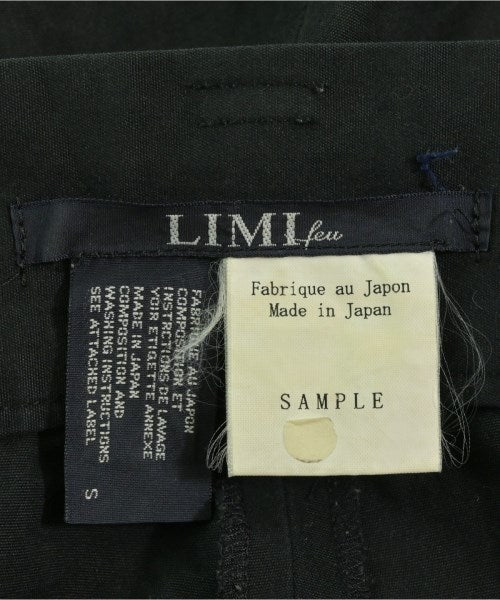 LIMI feu
FABRIQUE AU JAPON
COMPOSITION ET
INSTRUCTIONS DE LAVAGE
VOIR ETIQUETTE ANNEXE
MADE IN JAPAN
COMPOSITION AND
WASHING INSTRUCTIONS
SEE ATTACHED LABEL
S
Fabrique au Japon
Made in Japan
SAMPLE